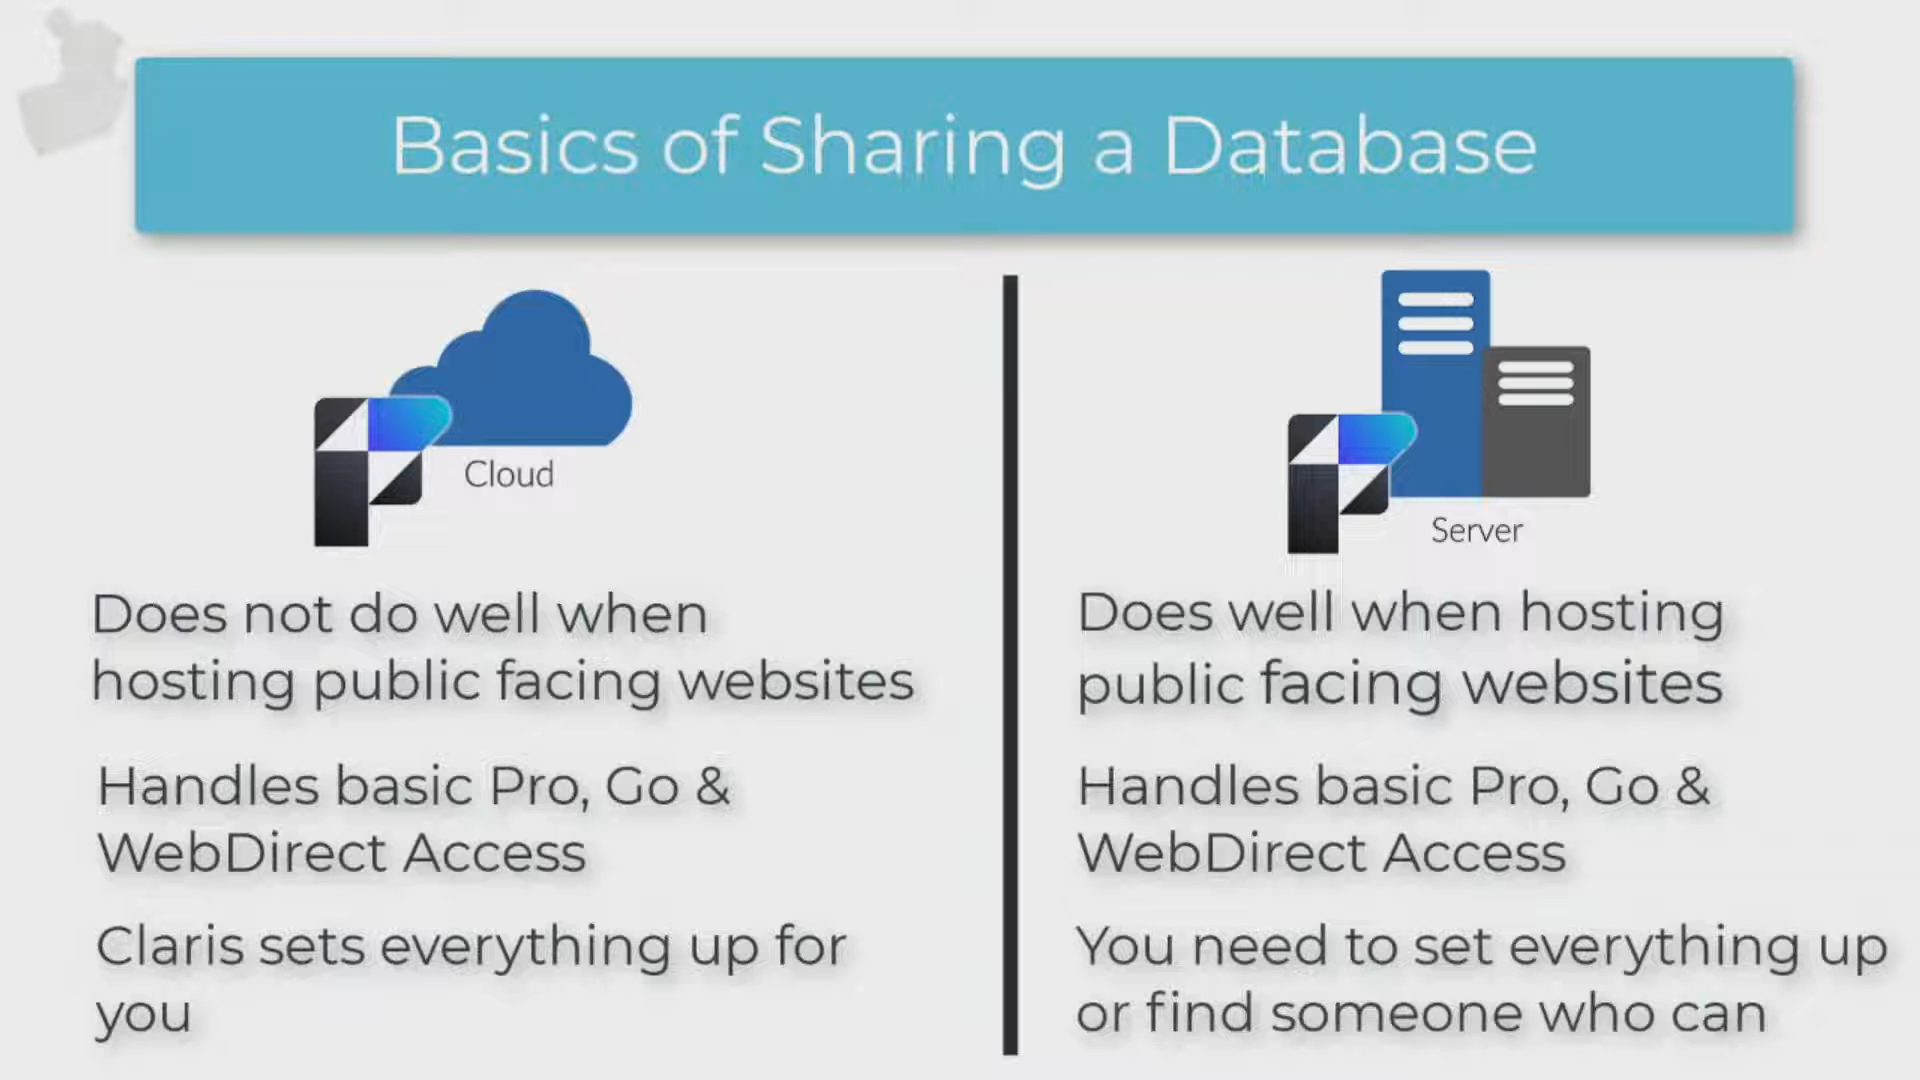 Basics of Sharing a Database
Cloud
Does not do well when
hosting public facing websites
Handles basic Pro, Go &
WebDirect Access
Claris sets everything up for
you
Server
Does well when hosting
public facing websites
Handles basic Pro, Go &
WebDirect Access
You need to set everything up
or find someone who can